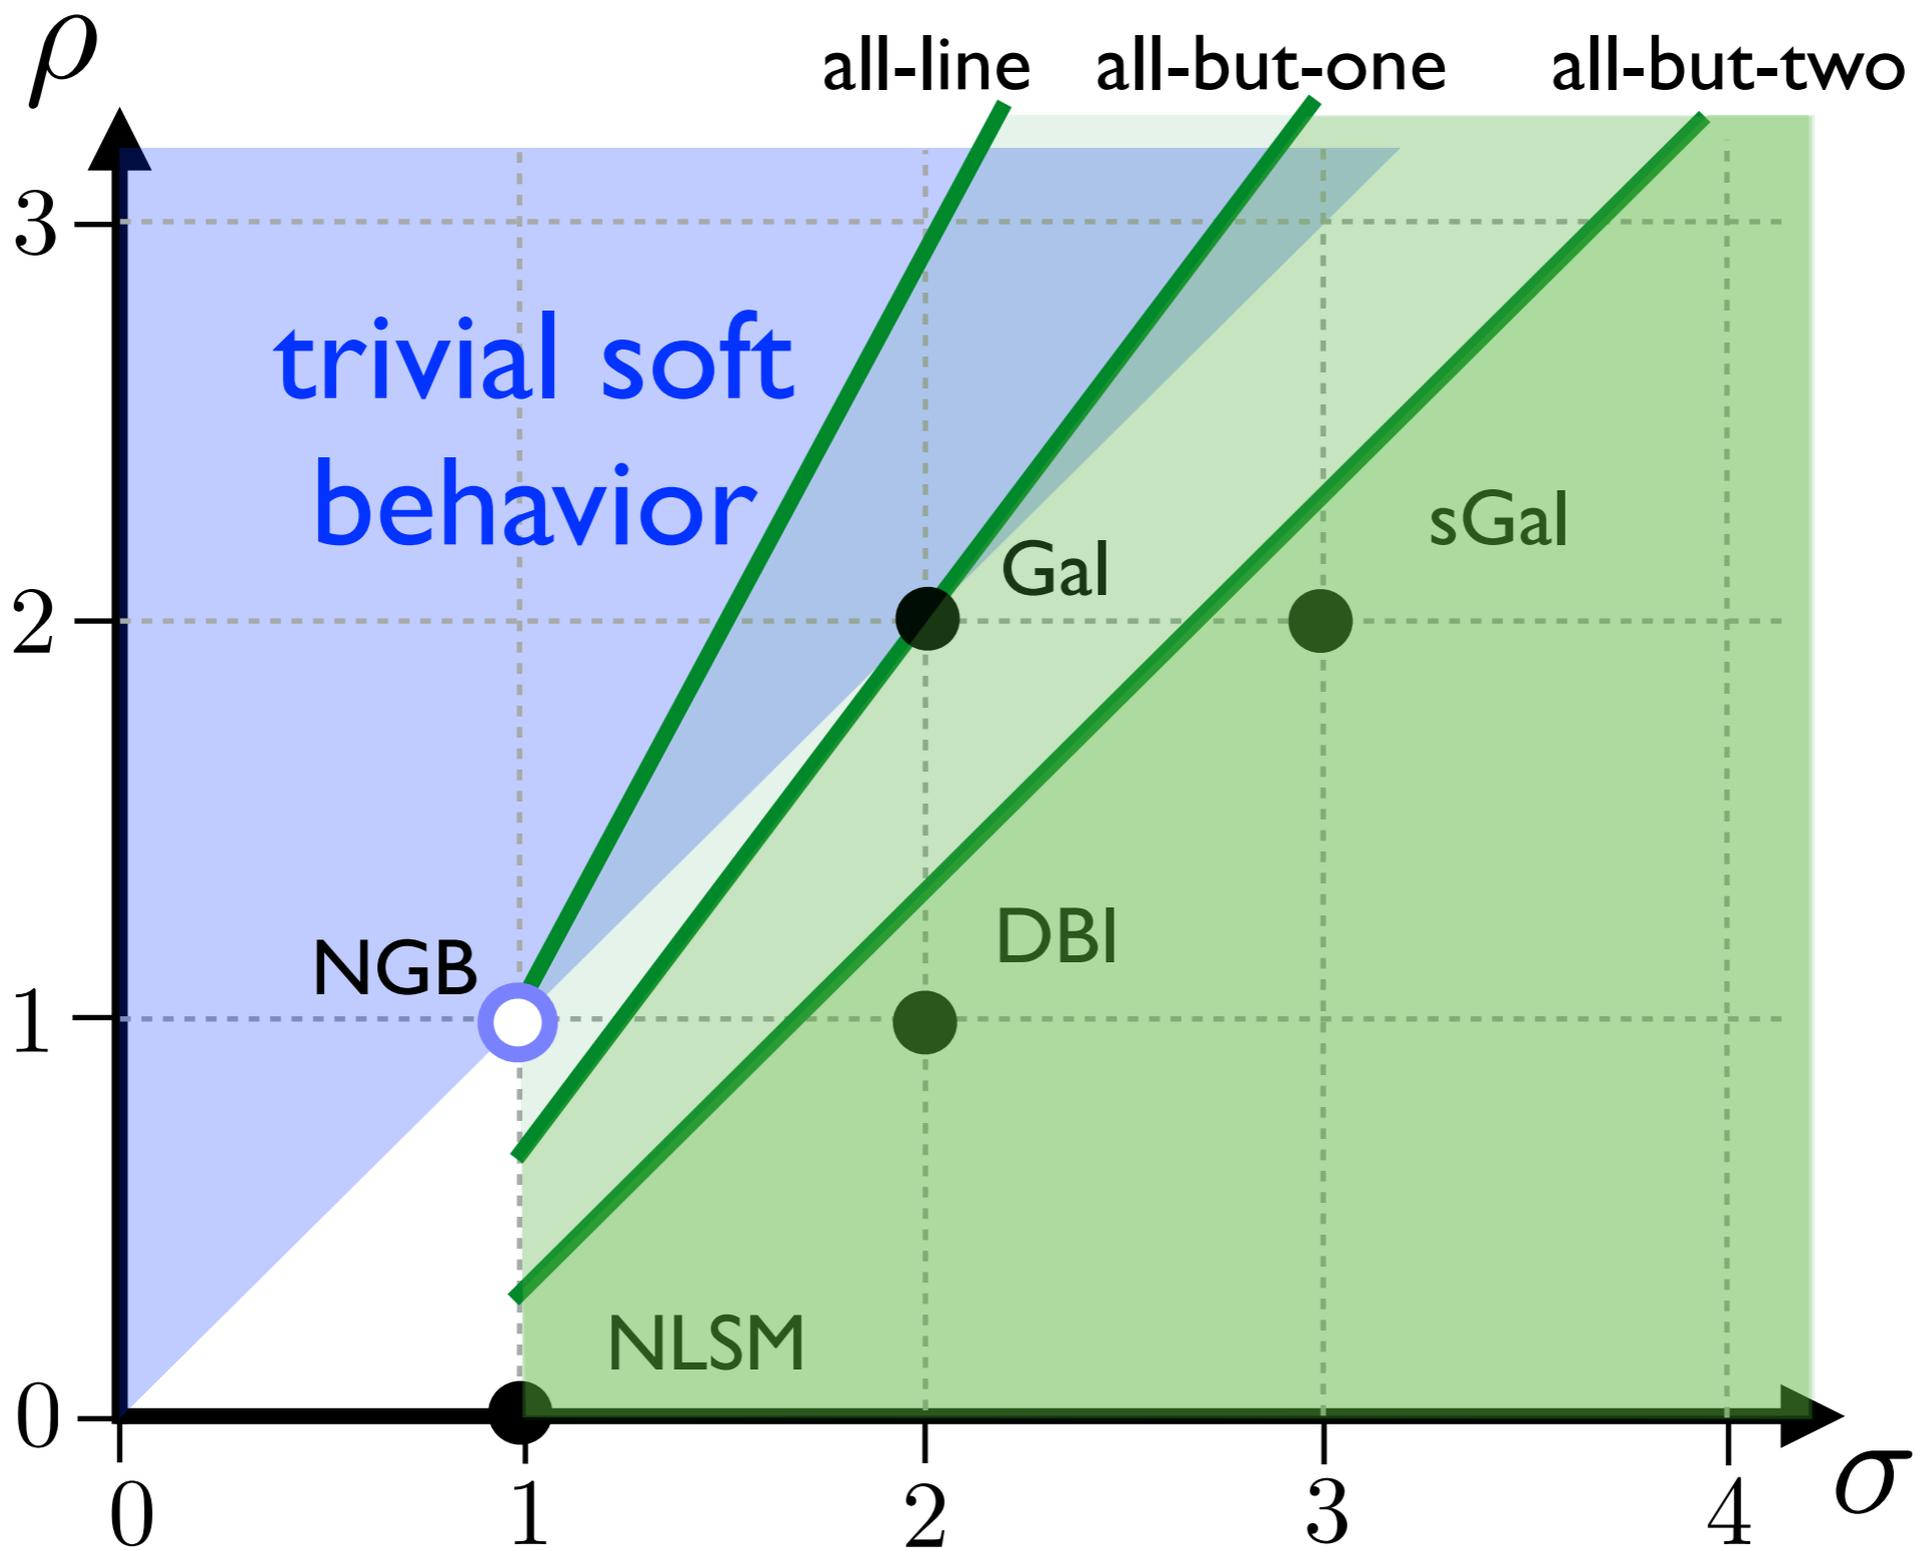 ρ
all-line all-but-one all-but-two
3
trivial soft
behavior
sGal
Gal
2
DBI
NGB
1
NLSM
0
0 1 2 3 4 σ